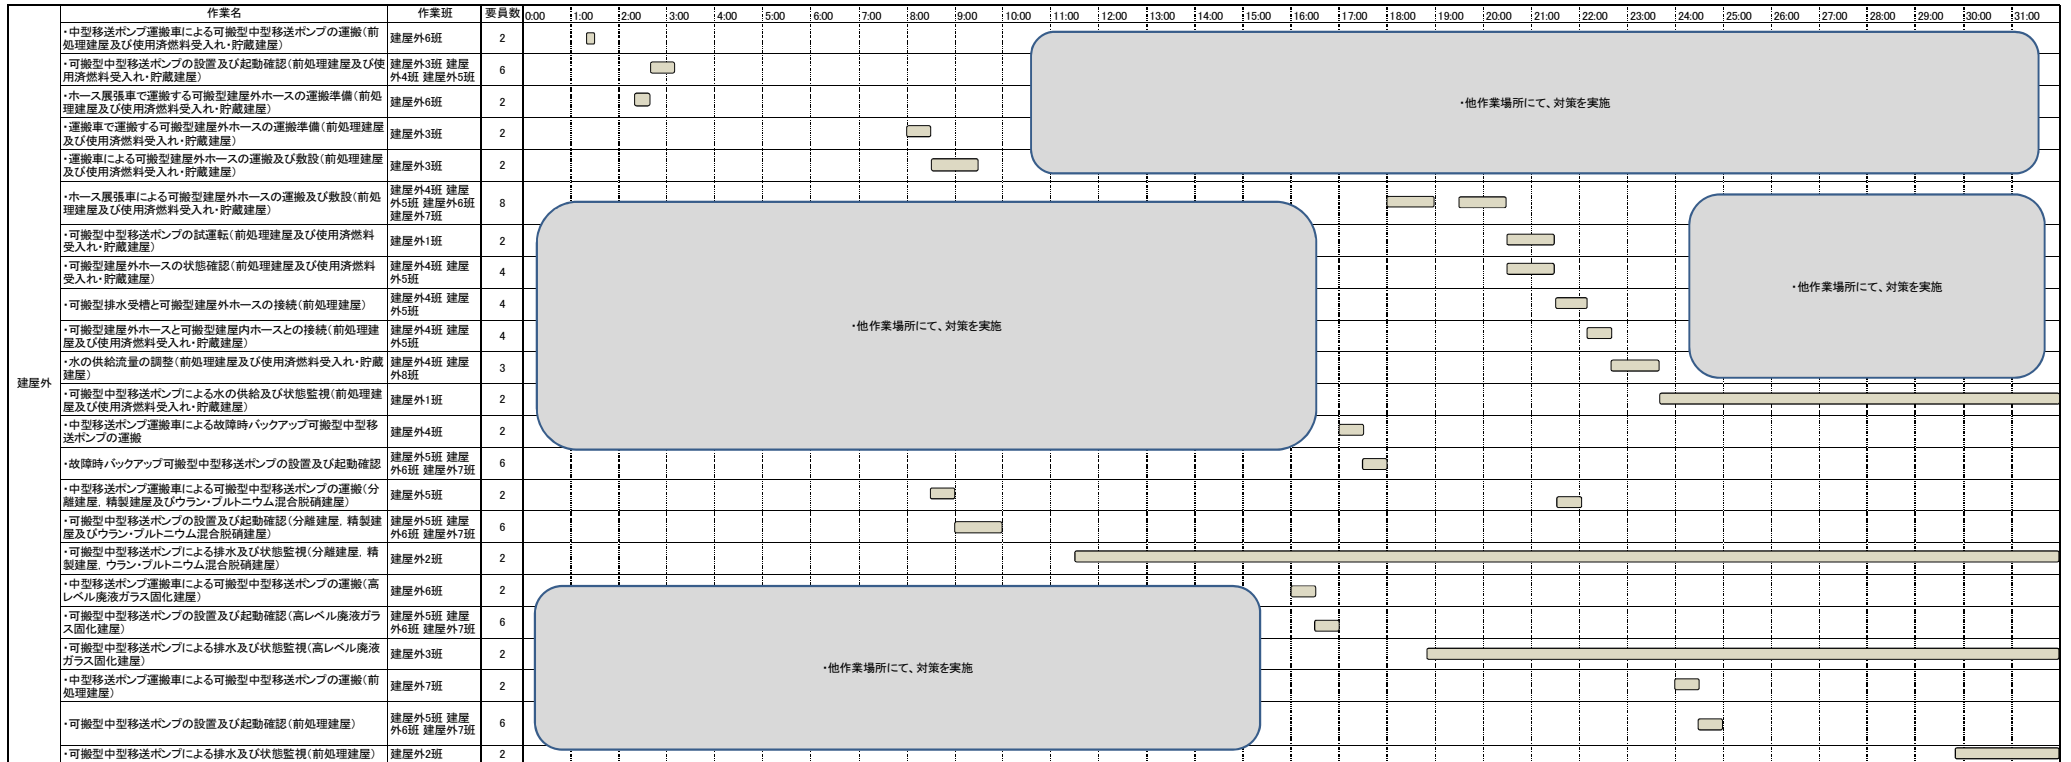 作業名 作業班 要員数 0:00 1:00 2:00 3:00 4:00 5:00 6:00 7:00 8:00 9:00 10:00 11:00 12:00 13:00 14:00 15:00 16:00 17:00 18:00 19:00 20:00 21:00 22:00 23:00 24:00 25:00 26:00 27:00 28:00 29:00 30:00 31:00
建屋外
・中型移送ポンプ運搬車による可搬型中型移送ポンプの運搬(前
処理建屋及び使用済燃料受入れ・貯蔵建屋)
建屋外6班
2
・可搬型中型移送ポンプの設置及び起動確認(前処理建屋及び使
用済燃料受入れ・貯蔵建屋)
建屋外3班 建屋
外4班 建屋外5班
6
・ホース展張車で運搬する可搬型建屋外ホースの運搬準備(前処
理建屋及び使用済燃料受入れ・貯蔵建屋)
建屋外6班
2
・運搬車で運搬する可搬型建屋外ホースの運搬準備(前処理建屋
及び使用済燃料受入れ・貯蔵建屋)
建屋外3班
2
・運搬車による可搬型建屋外ホースの運搬及び敷設(前処理建屋
及び使用済燃料受入れ・貯蔵建屋)
建屋外3班
2
・他作業場所にて、対策を実施
・ホース展張車による可搬型建屋外ホースの運搬及び敷設(前処
理建屋及び使用済燃料受入れ・貯蔵建屋)
建屋外4班 建屋
外5班 建屋外6班
建屋外7班
8
・可搬型中型移送ポンプの試運転(前処理建屋及び使用済燃料
受入れ・貯蔵建屋)
建屋外1班
2
・可搬型建屋外ホースの状態確認(前処理建屋及び使用済燃料
受入れ・貯蔵建屋)
建屋外4班 建屋
外5班
4
・可搬型排水受槽と可搬型建屋外ホースの接続(前処理建屋)
建屋外4班 建屋
外5班
4
・可搬型建屋外ホースと可搬型建屋内ホースとの接続(前処理建
屋及び使用済燃料受入れ・貯蔵建屋)
建屋外4班 建屋
外5班
4
・水の供給流量の調整(前処理建屋及び使用済燃料受入れ・貯蔵
建屋)
建屋外4班 建屋
外8班
3
・可搬型中型移送ポンプによる水の供給及び状態監視(前処理建
屋及び使用済燃料受入れ・貯蔵建屋)
建屋外1班
2
・中型移送ポンプ運搬車による故障時バックアップ可搬型中型移
送ポンプの運搬
建屋外4班
2
・他作業場所にて、対策を実施
・他作業場所にて、対策を実施
・故障時バックアップ可搬型中型移送ポンプの設置及び起動確認
建屋外5班 建屋
外6班 建屋外7班
6
・中型移送ポンプ運搬車による可搬型中型移送ポンプの運搬(分
離建屋, 精製建屋及びウラン・プルトニウム混合脱硝建屋)
建屋外5班
2
・可搬型中型移送ポンプの設置及び起動確認(分離建屋, 精製建
屋及びウラン・プルトニウム混合脱硝建屋)
建屋外5班 建屋
外6班 建屋外7班
6
・可搬型中型移送ポンプによる排水及び状態監視(分離建屋, 精
製建屋, ウラン・プルトニウム混合脱硝建屋)
建屋外2班
2
・中型移送ポンプ運搬車による可搬型中型移送ポンプの運搬(高
レベル廃液ガラス固化建屋)
建屋外6班
2
・可搬型中型移送ポンプの設置及び起動確認(高レベル廃液ガラ
ス固化建屋)
建屋外5班 建屋
外6班 建屋外7班
6
・可搬型中型移送ポンプによる排水及び状態監視(高レベル廃液
ガラス固化建屋)
建屋外3班
2
・他作業場所にて、対策を実施
・中型移送ポンプ運搬車による可搬型中型移送ポンプの運搬(前
処理建屋)
建屋外7班
2
・可搬型中型移送ポンプの設置及び起動確認(前処理建屋)
建屋外5班 建屋
外6班 建屋外7班
6
・可搬型中型移送ポンプによる排水及び状態監視(前処理建屋)
建屋外2班
2